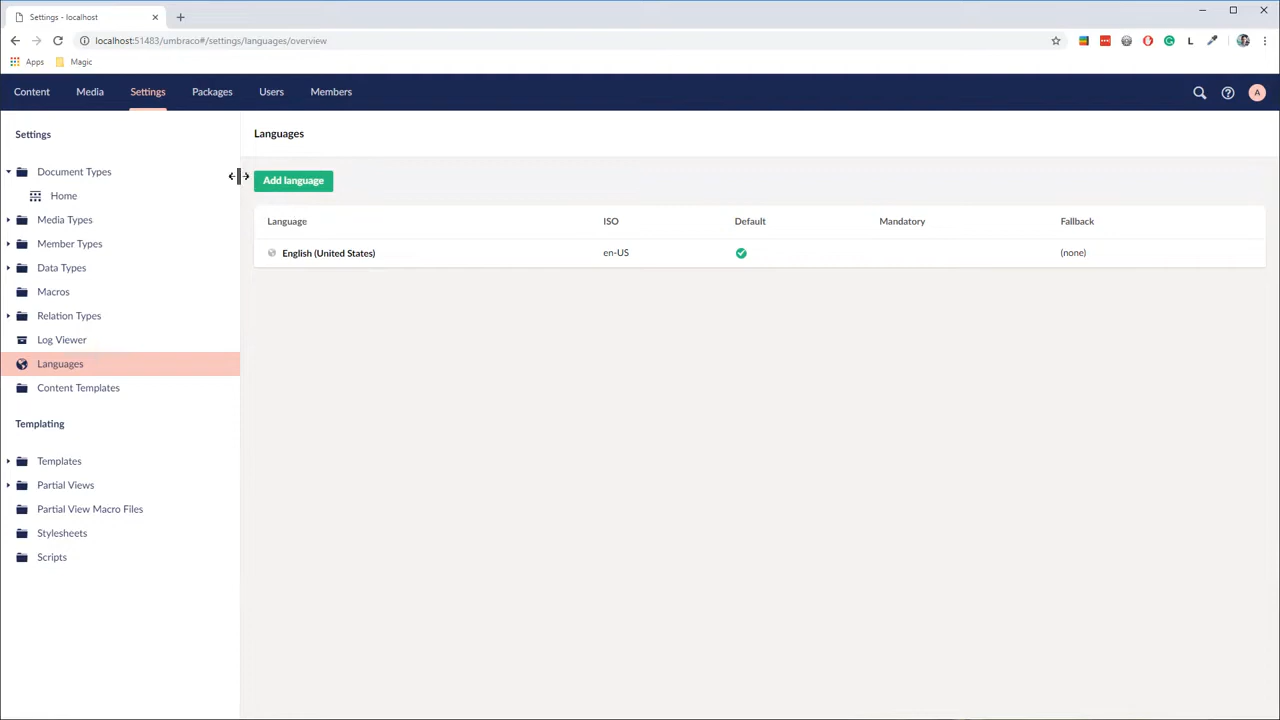 Settings - localhost
localhost:51483/umbraco#/settings/languages/overview
Apps Magic
Content Media Settings Packages Users Members
A
Settings
Document Types
Home
Media Types
Member Types
Data Types
Macros
Relation Types
Log Viewer
Languages
Content Templates
Templating
Templates
Partial Views
Partial View Macro Files
Stylesheets
Scripts
Languages
Add language
Language ISO Default Mandatory Fallback
English (United States) en-US (none)